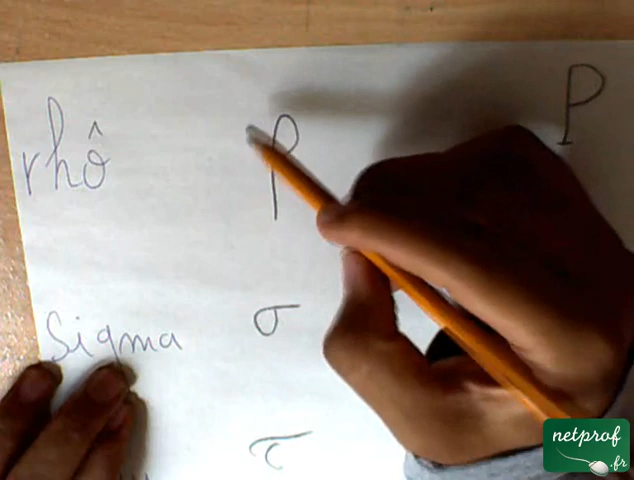 rhô ρ Ρ
sigma σ
τ
netprof
.fr